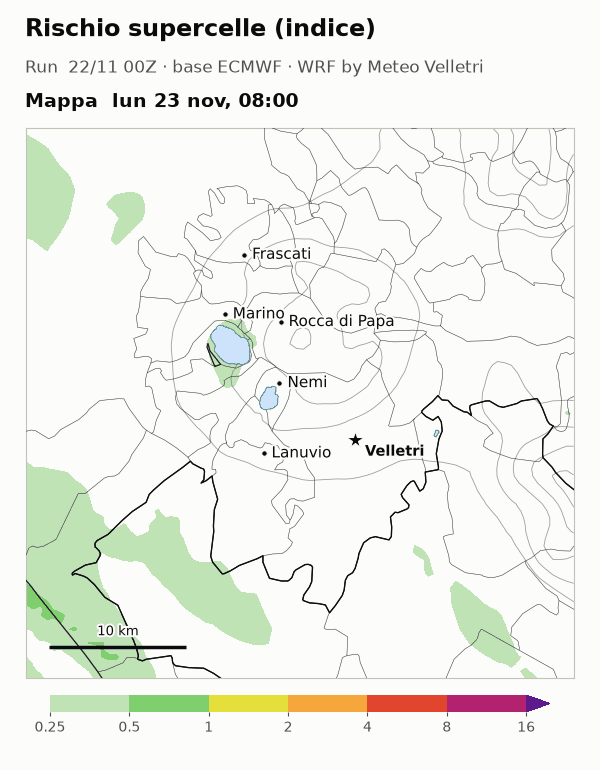 Rischio supercelle (indice)
Run  22/11 00Z · base ECMWF · WRF by Meteo Velletri
Mappa  lun 23 nov, 08:00
Frascati
Marino
Rocca di Papa
Nemi
Velletri
Lanuvio
10 km
0.25 0.5 1 2 4 8 16